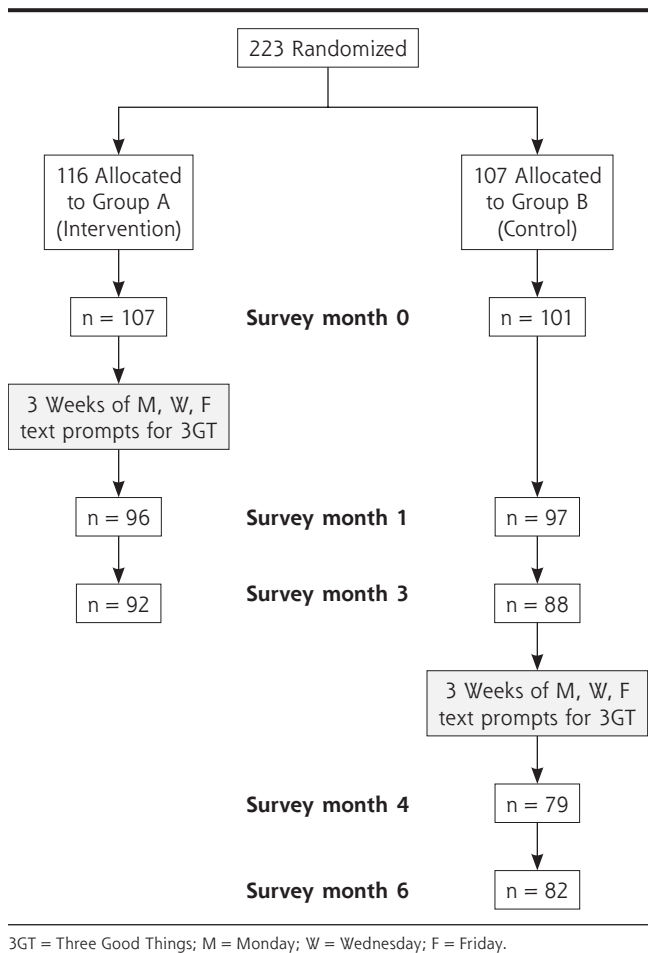 223 Randomized
116 Allocated
to Group A
(Intervention)
107 Allocated
to Group B
(Control)
n = 107
Survey month 0
n = 101
3 Weeks of M, W, F
text prompts for 3GT
n = 96
Survey month 1
n = 97
n = 92
Survey month 3
n = 88
3 Weeks of M, W, F
text prompts for 3GT
Survey month 4
n = 79
Survey month 6
n = 82
3GT = Three Good Things; M = Monday; W = Wednesday; F = Friday.